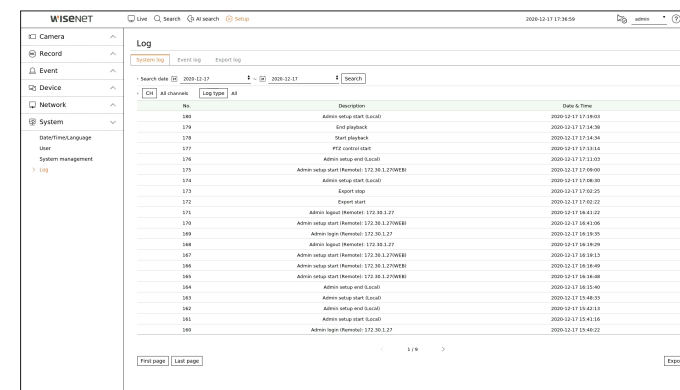 WISENET
Live Search AI search Setup 2020-12-17 17:36:59 admin
Camera
Record
Event
Device
Network
System
Date/Time/Language
User
System management
Log
Log
System log Event log Export log
Search date 2020-12-17 ~ 2020-12-17 Search
CH All channels Log type All
No. Description Date & Time
180 Admin setup start (Local) 2020-12-17 17:19:03
179 End playback 2020-12-17 17:14:38
178 Start playback 2020-12-17 17:14:34
177 PTZ control start 2020-12-17 17:13:14
176 Admin setup end (Local) 2020-12-17 17:11:03
175 Admin setup start (Remote): 172.30.1.27(WEB) 2020-12-17 17:09:00
174 Admin setup start (Local) 2020-12-17 17:08:30
173 Export stop 2020-12-17 17:02:25
172 Export start 2020-12-17 17:02:22
171 Admin logout (Remote): 172.30.1.27 2020-12-17 16:41:22
170 Admin setup start (Remote): 172.30.1.27(WEB) 2020-12-17 16:41:06
169 Admin login (Remote): 172.30.1.27 2020-12-17 16:19:35
168 Admin logout (Remote): 172.30.1.27 2020-12-17 16:19:29
167 Admin setup start (Remote): 172.30.1.27(WEB) 2020-12-17 16:19:13
166 Admin setup start (Remote): 172.30.1.27(WEB) 2020-12-17 16:16:49
165 Admin setup start (Remote): 172.30.1.27(WEB) 2020-12-17 16:16:48
164 Admin setup end (Local) 2020-12-17 16:15:40
163 Admin setup start (Local) 2020-12-17 15:48:33
162 Admin setup end (Local) 2020-12-17 15:42:13
161 Admin setup start (Local) 2020-12-17 15:41:16
160 Admin login (Remote): 172.30.1.27 2020-12-17 15:40:22
< 1 / 9 >
First page Last page Expo